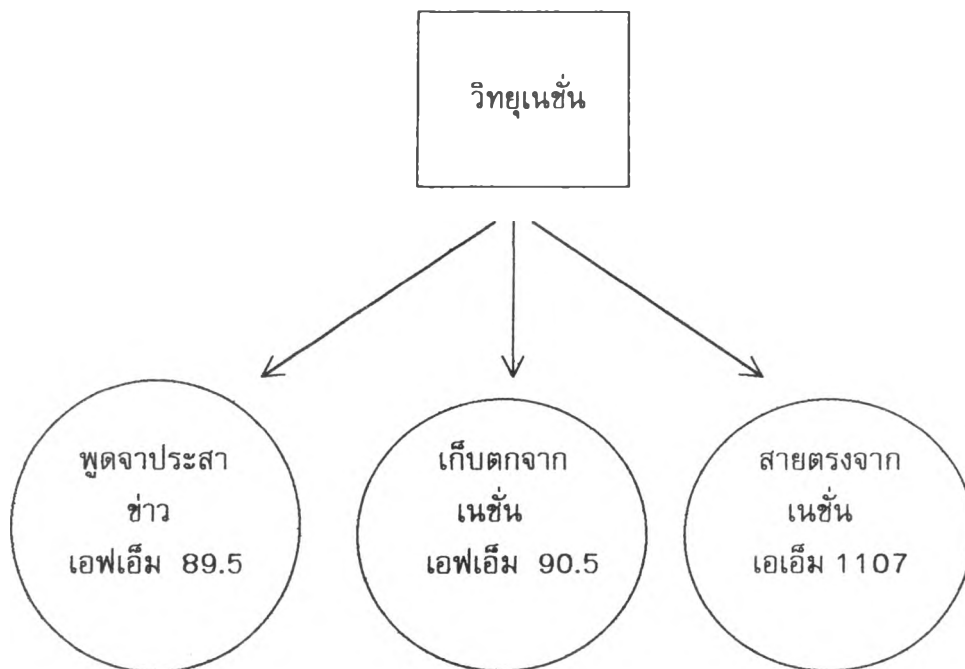 วิทยุเนชั่น
พูดจาประสา
ข่าว
เอฟเอ็ม 89.5
เก็บตกจาก
เนชั่น
เอฟเอ็ม 90.5
สายตรงจาก
เนชั่น
เอเอ็ม 1107